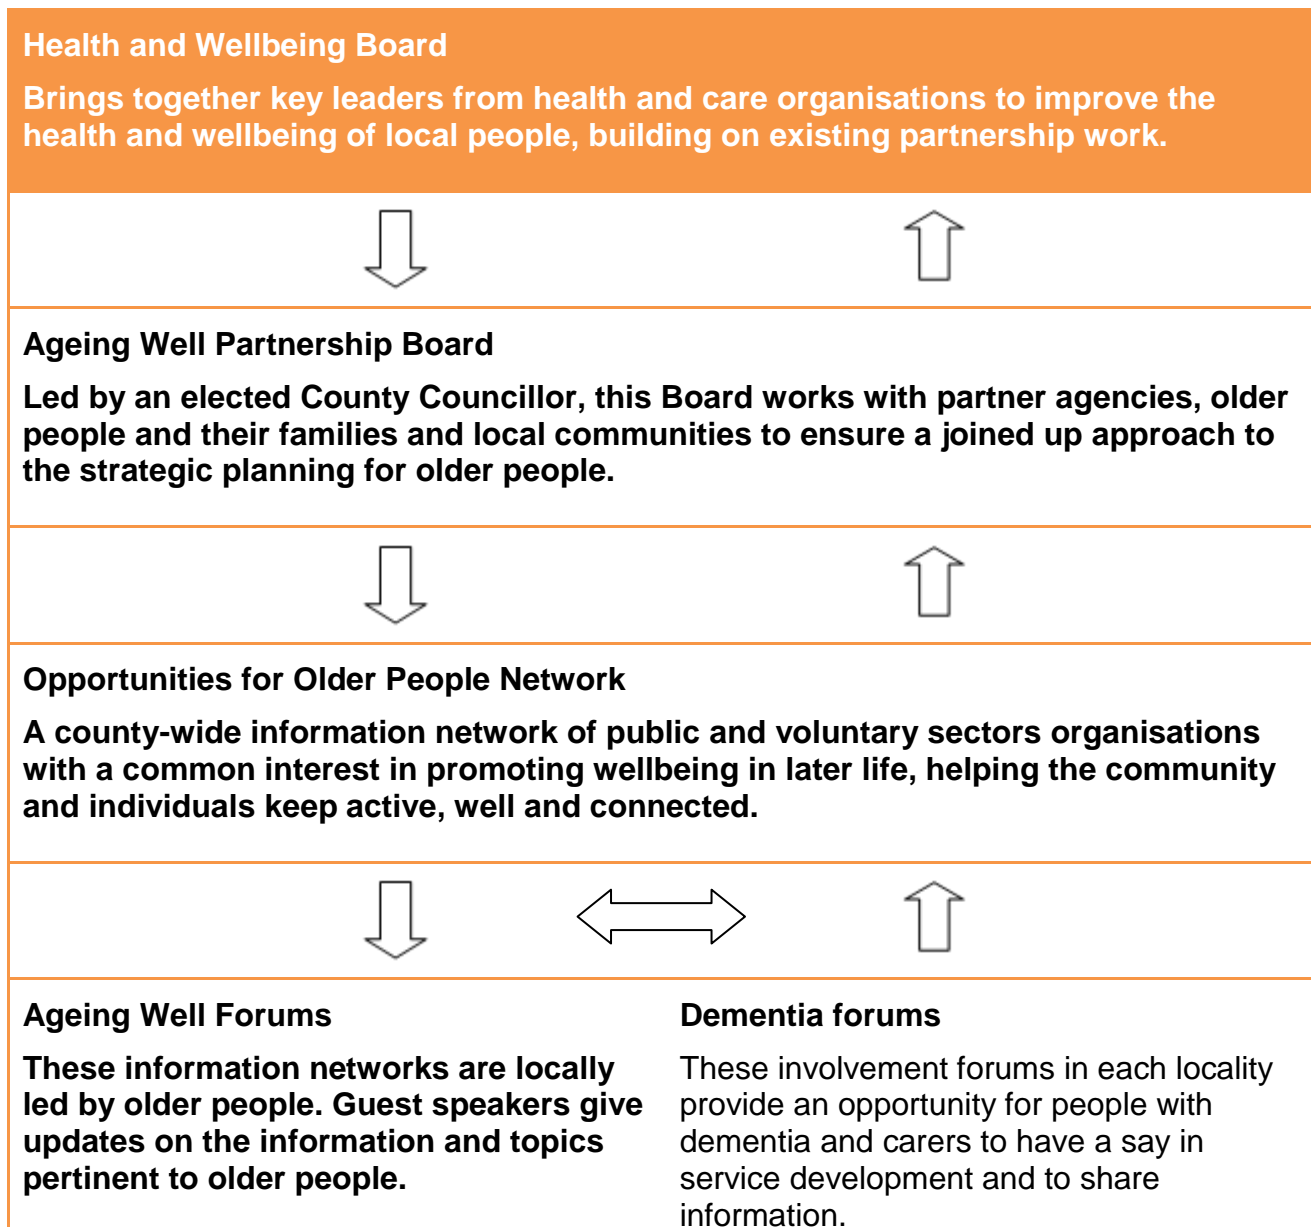 Health and Wellbeing Board
Brings together key leaders from health and care organisations to improve the
health and wellbeing of local people, building on existing partnership work.
Ageing Well Partnership Board
Led by an elected County Councillor, this Board works with partner agencies, older
people and their families and local communities to ensure a joined up approach to
the strategic planning for older people.
Opportunities for Older People Network
A county-wide information network of public and voluntary sectors organisations
with a common interest in promoting wellbeing in later life, helping the community
and individuals keep active, well and connected.
Ageing Well Forums
These information networks are locally
led by older people. Guest speakers give
updates on the information and topics
pertinent to older people.
Dementia forums
These involvement forums in each locality
provide an opportunity for people with
dementia and carers to have a say in
service development and to share
information.